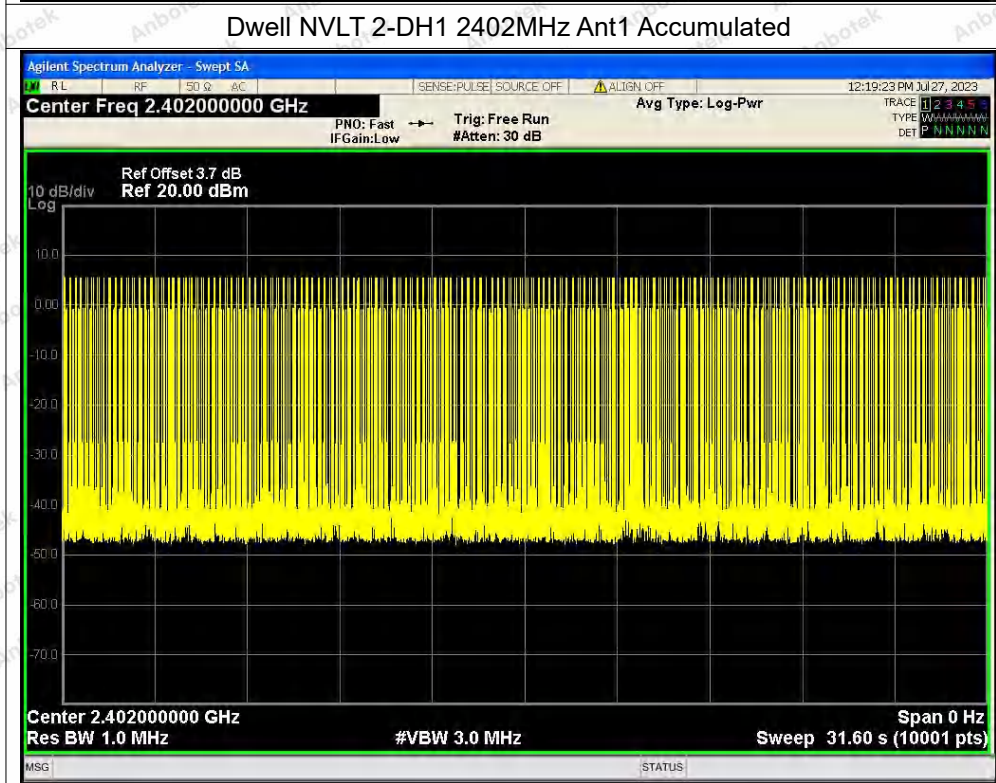 Dwell NVLT 2-DH1 2402MHz Ant1 Accumulated
Agilent Spectrum Analyzer - Swept SA
RL RF 50 Ω AC SENSE:PULSE SOURCE OFF ALIGN OFF 12:19:23 PM Jul 27, 2023
Center Freq 2.402000000 GHz Avg Type: Log-Pwr TRACE 1 2 3 4 5 6
PNO: Fast Trig: Free Run TYPE WWWWWW
IFGain:Low #Atten: 30 dB DET P N N N N N
Ref Offset 3.7 dB
10 dB/div Ref 20.00 dBm
Log
10.0
0.00
-10.0
-20.0
-30.0
-40.0
-50.0
-60.0
-70.0
Center 2.402000000 GHz Span 0 Hz
Res BW 1.0 MHz #VBW 3.0 MHz Sweep 31.60 s (10001 pts)
MSG STATUS